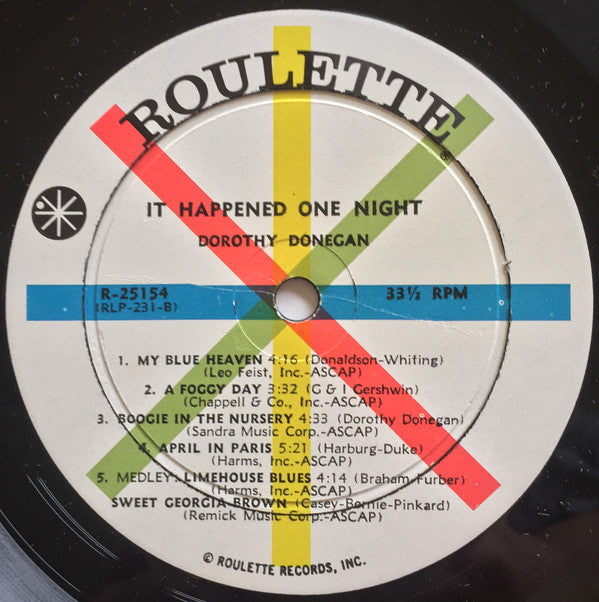 ROULETTE
®
IT HAPPENED ONE NIGHT
DOROTHY DONEGAN
R-25154 33⅓ RPM
(RLP-231-B)
1. MY BLUE HEAVEN 4:16 (Donaldson-Whiting)
(Leo Feist, Inc.-ASCAP)
2. A FOGGY DAY 3:32 (G & I Gershwin)
(Chappell & Co., Inc.-ASCAP)
3. BOOGIE IN THE NURSERY 4:33 (Dorothy Donegan)
(Sandra Music Corp.-ASCAP)
4. APRIL IN PARIS 5:21 (Harburg-Duke)
(Harms, Inc.-ASCAP)
5. MEDLEY: LIMEHOUSE BLUES 4:14 (Braham-Furber)
(Harms, Inc.-ASCAP)
SWEET GEORGIA BROWN (Casey-Bernie-Pinkard)
(Remick Music Corp.-ASCAP)
© ROULETTE RECORDS, INC.